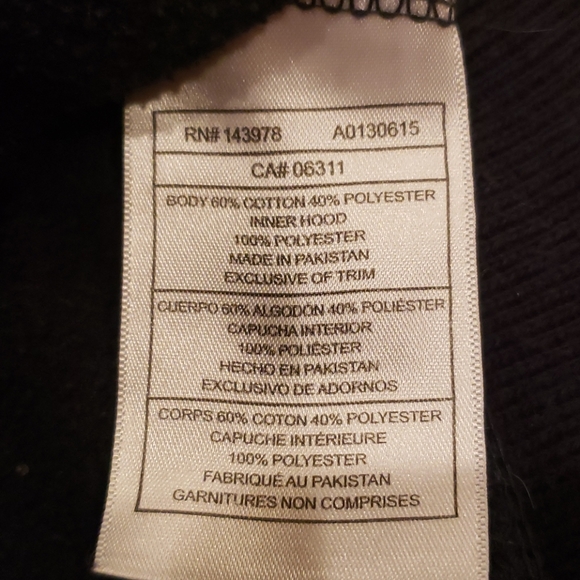 RN# 143978 A0130615
CA# 06311
BODY 60% COTTON 40% POLYESTER
INNER HOOD
100% POLYESTER
MADE IN PAKISTAN
EXCLUSIVE OF TRIM
CUERPO 60% ALGODÓN 40% POLIÉSTER
CAPUCHA INTERIOR
100% POLIÉSTER
HECHO EN PAKISTAN
EXCLUSIVO DE ADORNOS
CORPS 60% COTON 40% POLYESTER
CAPUCHE INTÉRIEURE
100% POLYESTER
FABRIQUÉ AU PAKISTAN
GARNITURES NON COMPRISES